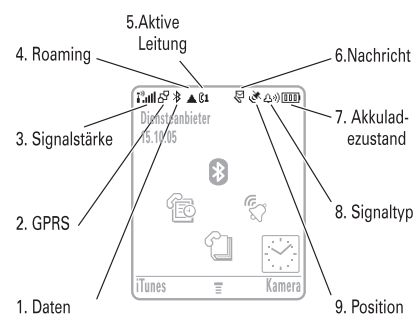 5.Aktive
Leitung
4. Roaming
6.Nachricht
3. Signalstärke
7. Akkulad-
ezustand
Diensteanbieter
15.10.05
2. GPRS
8. Signaltyp
1. Daten
iTunes
Kamera
9. Position